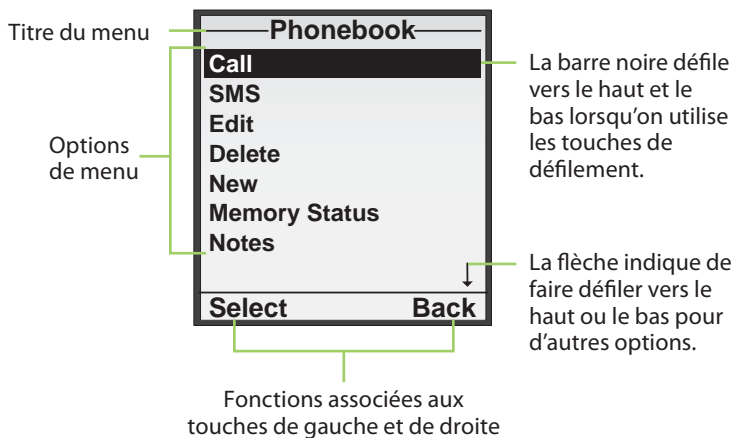 Titre du menu
Phonebook
Call
SMS
Edit
Delete
New
Memory Status
Notes
Select Back
Options
de menu
La barre noire défile
vers le haut et le
bas lorsqu'on utilise
les touches de
défilement.
La flèche indique de
faire défiler vers le
haut ou le bas pour
d'autres options.
Fonctions associées aux
touches de gauche et de droite